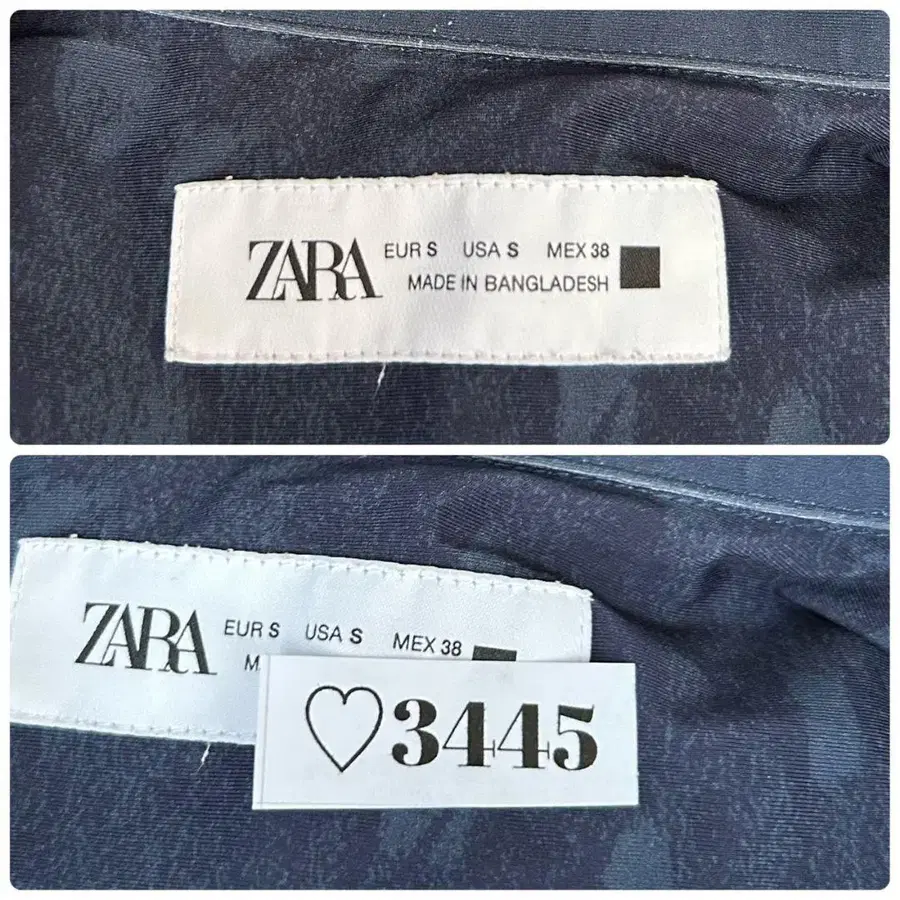 ZARA EUR S USA S MEX 38
MADE IN BANGLADESH
ZARA EUR S USA S MEX 38
M
♡3445